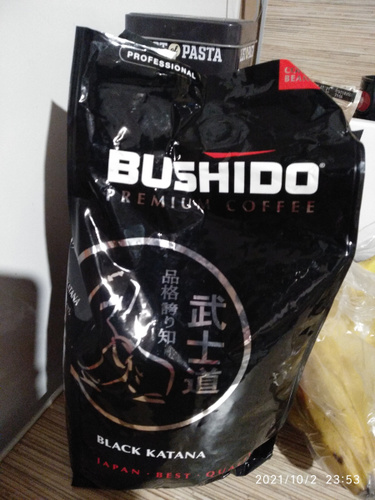 OF PASTA
PROFESSIONAL
BUSHIDO®
PREMIUM COFFEE
武士道
品格誇り知
BLACK KATANA
JAPAN · BEST ·
2021/10/2 23:53